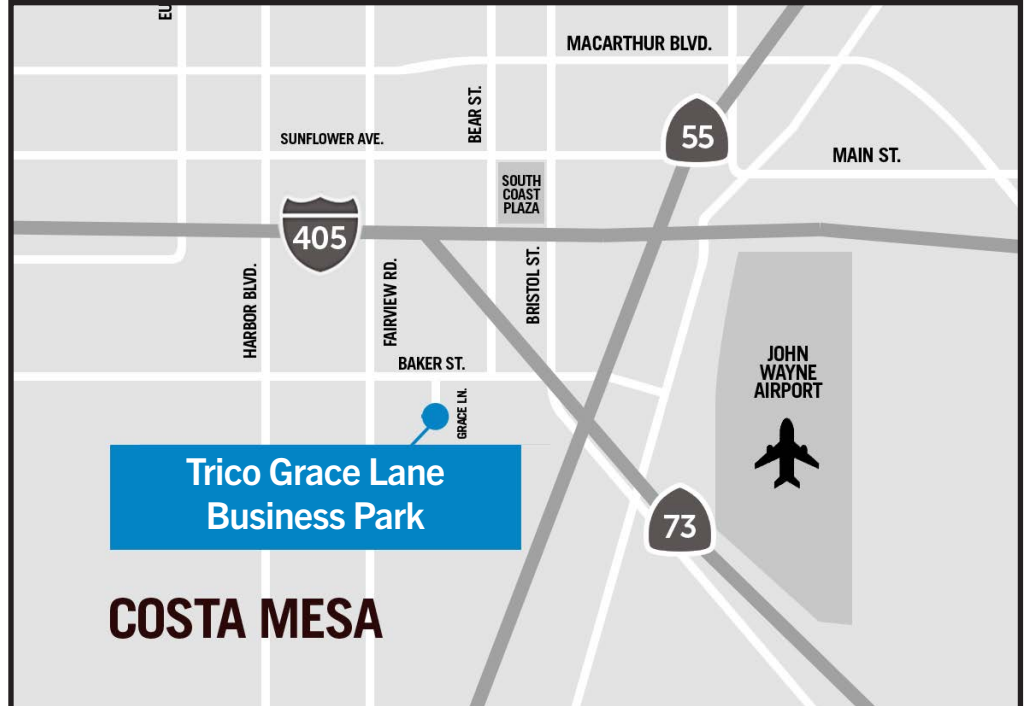 EU
MACARTHUR BLVD.
BEAR ST.
SUNFLOWER AVE.
55
MAIN ST.
SOUTH
COAST
PLAZA
405
HARBOR BLVD.
FAIRVIEW RD.
BRISTOL ST.
BAKER ST.
JOHN
WAYNE
AIRPORT
GRACE LN.
Trico Grace Lane
Business Park
73
COSTA MESA